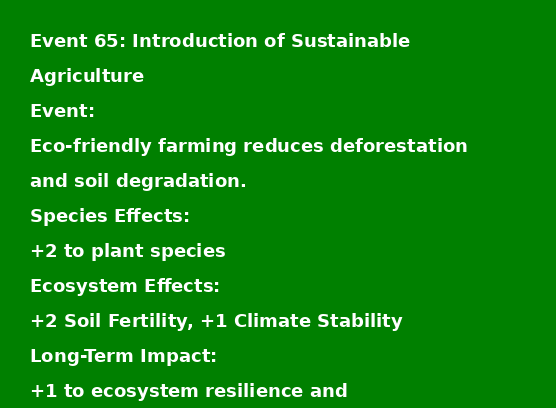 Event 65: Introduction of Sustainable
Agriculture
Event:
Eco-friendly farming reduces deforestation
and soil degradation.
Species Effects:
+2 to plant species
Ecosystem Effects:
+2 Soil Fertility, +1 Climate Stability
Long-Term Impact:
+1 to ecosystem resilience and